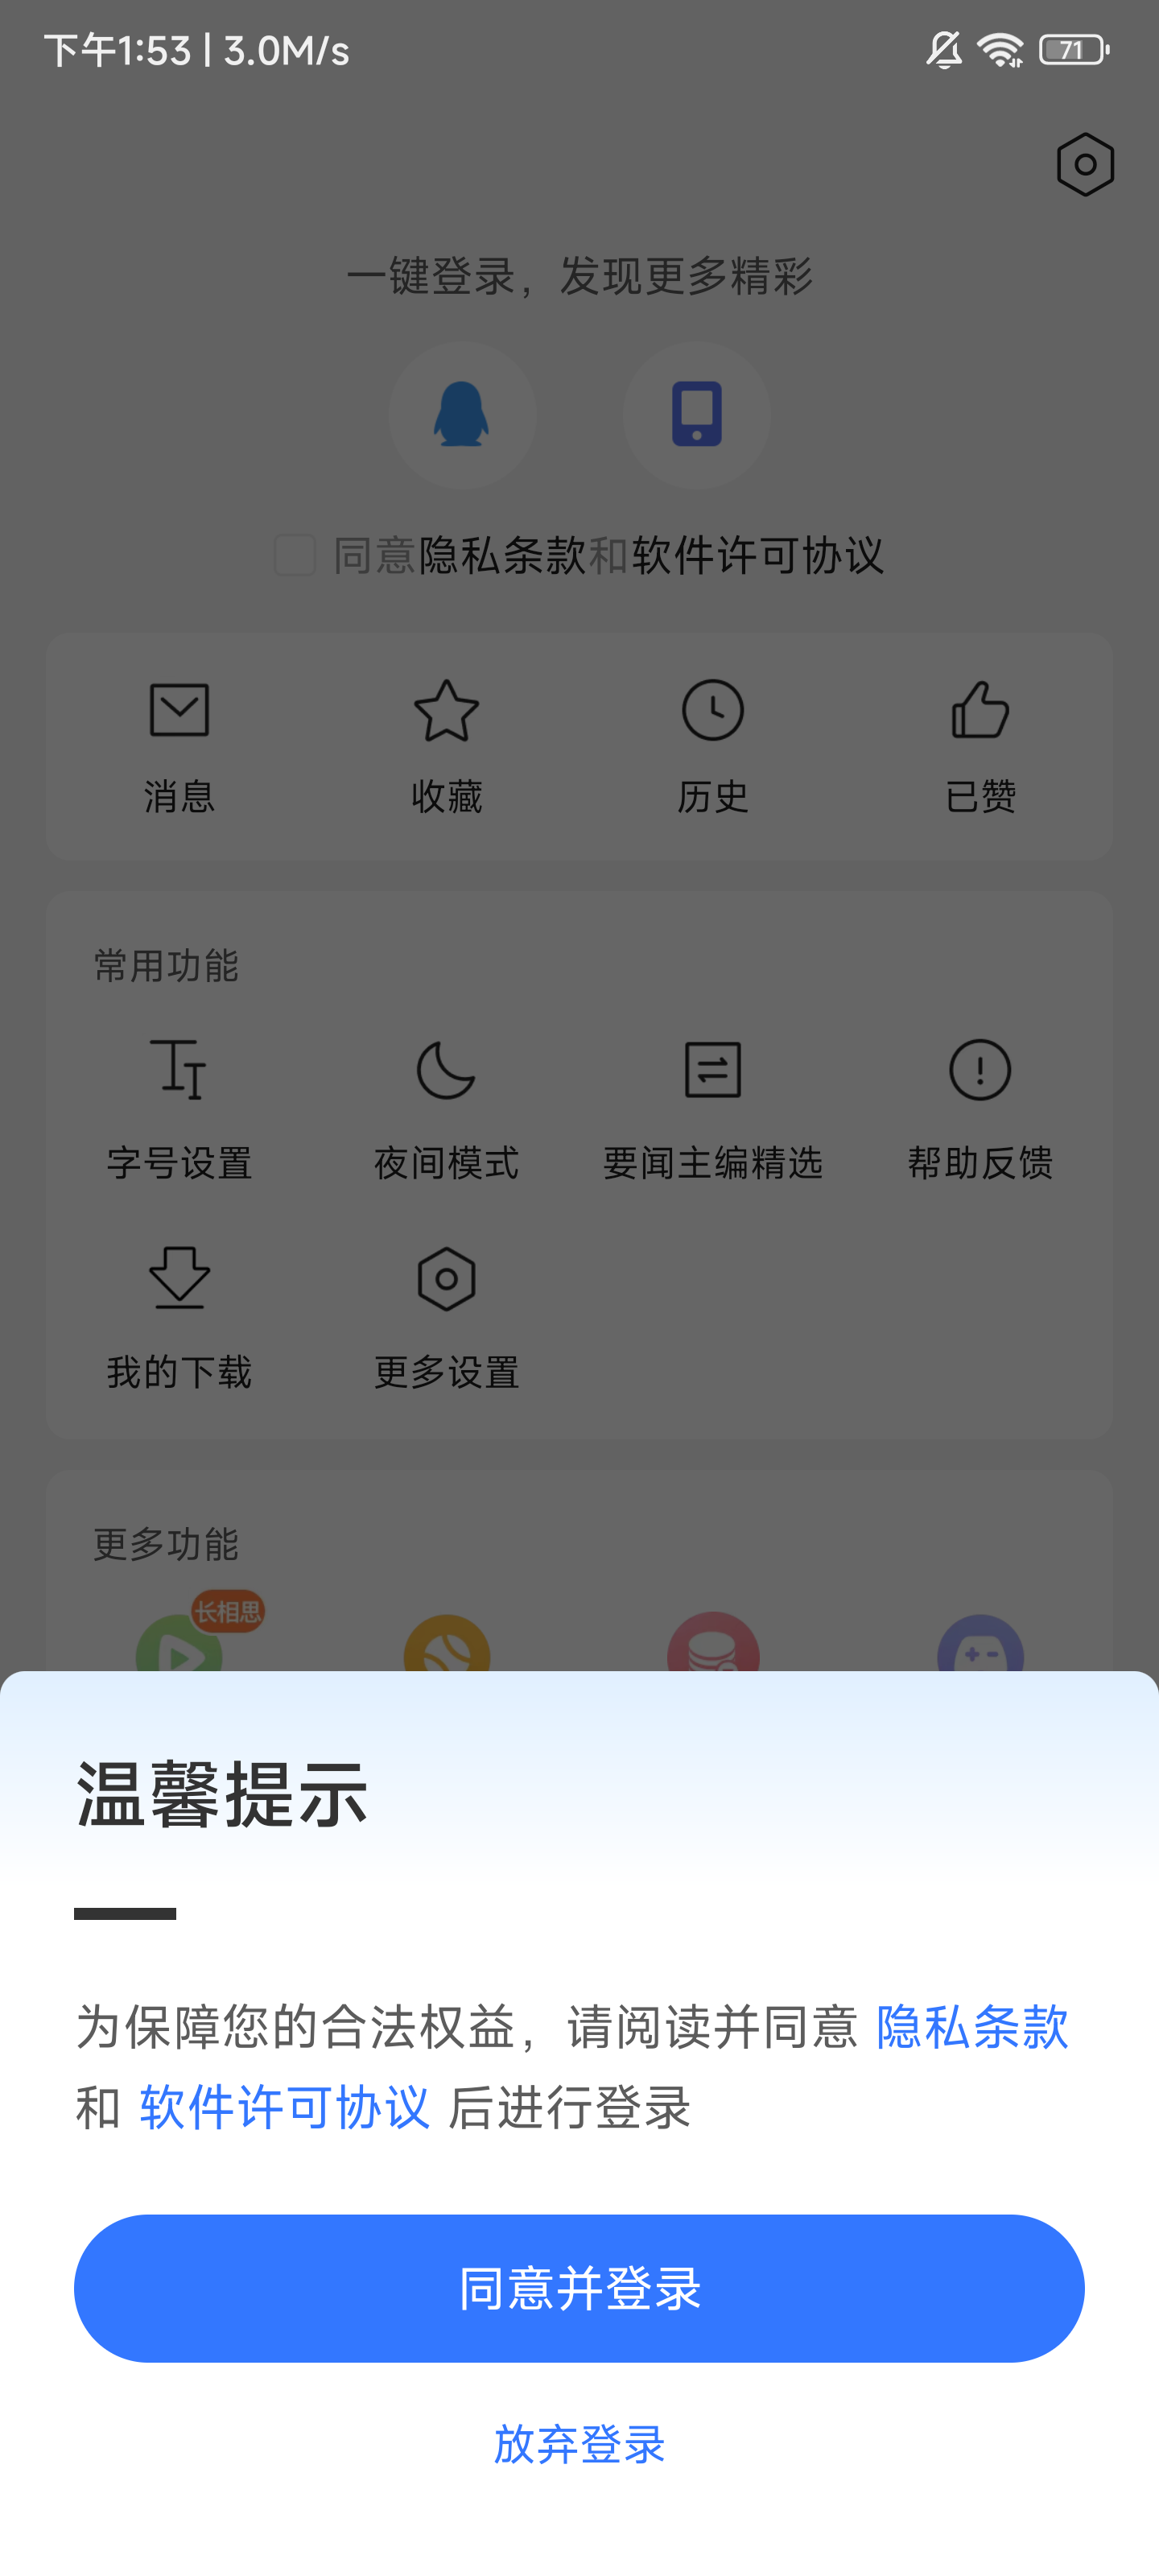 下午1:53 | 3.0M/s
71
一键登录，发现更多精彩
同意隐私条款和软件许可协议
消息 收藏 历史 已赞
常用功能
字号设置 夜间模式 要闻主编精选 帮助反馈
我的下载 更多设置
更多功能
长相思
温馨提示
为保障您的合法权益，请阅读并同意 隐私条款
和 软件许可协议 后进行登录
同意并登录
放弃登录